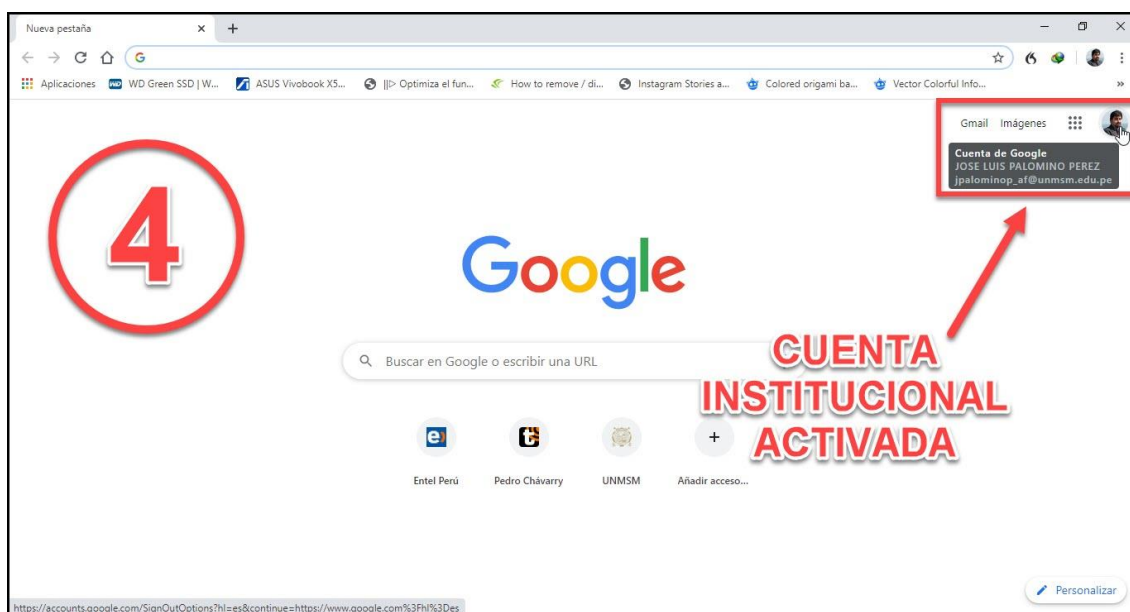 Nueva pestaña
Aplicaciones WD Green SSD | W... ASUS Vivobook X5... ||> Optimiza el fun... How to remove / di... Instagram Stories a... Colored origami ba... Vector Colorful Info... »
Gmail Imágenes
Cuenta de Google
JOSE LUIS PALOMINO PEREZ
jpalominop_af@unmsm.edu.pe
4
Google
Buscar en Google o escribir una URL
CUENTA
INSTITUCIONAL
ACTIVADA
Entel Perú Pedro Chávarry UNMSM Añadir acceso...
Personalizar
https://accounts.google.com/SignOutOptions?hl=es&continue=https://www.google.com%3Fhl%3Des